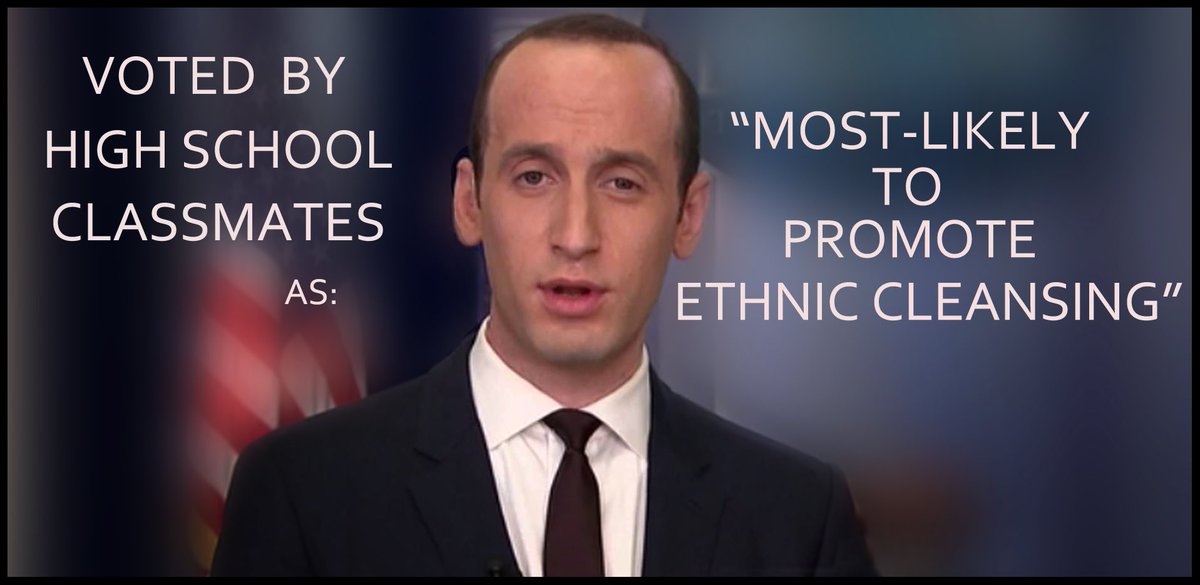 VOTED BY
HIGH SCHOOL
CLASSMATES
AS:
“MOST-LIKELY
TO
PROMOTE
ETHNIC CLEANSING”